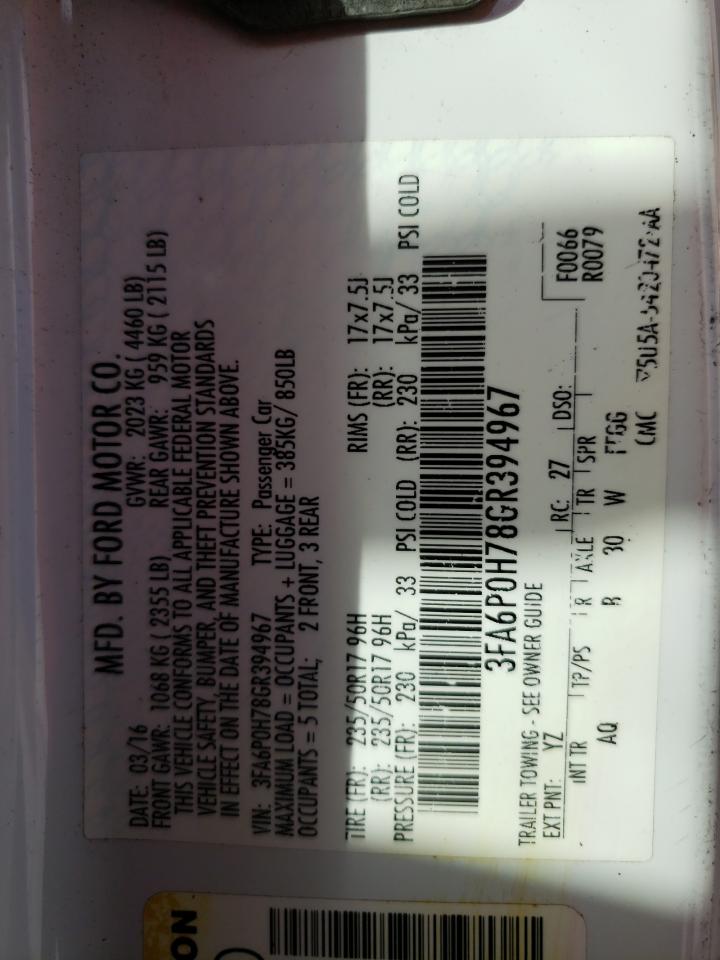 MFD. BY FORD MOTOR CO.
DATE: 03/16 GVWR: 2023 KG ( 4460 LB)
FRONT GAWR: 1068 KG ( 2355 LB) REAR GAWR: 959 KG ( 2115 LB)
THIS VEHICLE CONFORMS TO ALL APPLICABLE FEDERAL MOTOR
VEHICLE SAFETY, BUMPER, AND THEFT PREVENTION STANDARDS
IN EFFECT ON THE DATE OF MANUFACTURE SHOWN ABOVE.
VIN: 3FA6P0H78GR394967 TYPE: Passenger Car
MAXIMUM LOAD = OCCUPANTS + LUGGAGE = 385KG/ 850LB
OCCUPANTS = 5 TOTAL; 2 FRONT, 3 REAR
TIRE (FR): 235/50R17 96H RIMS (FR): 17x7.5J
(RR): 235/50R17 96H (RR): 17x7.5J
PRESSURE (FR): 230 kPa/ 33 PSI COLD (RR): 230 kPa/ 33 PSI COLD
3FA6P0H78GR394967
TRAILER TOWING - SEE OWNER GUIDE
EXT PNT: YZ RC: 27 DSO: F0066
R0079
INT TR TP/PS R AXLE TR SPR
AQ B 30 W GG
CMC
ON